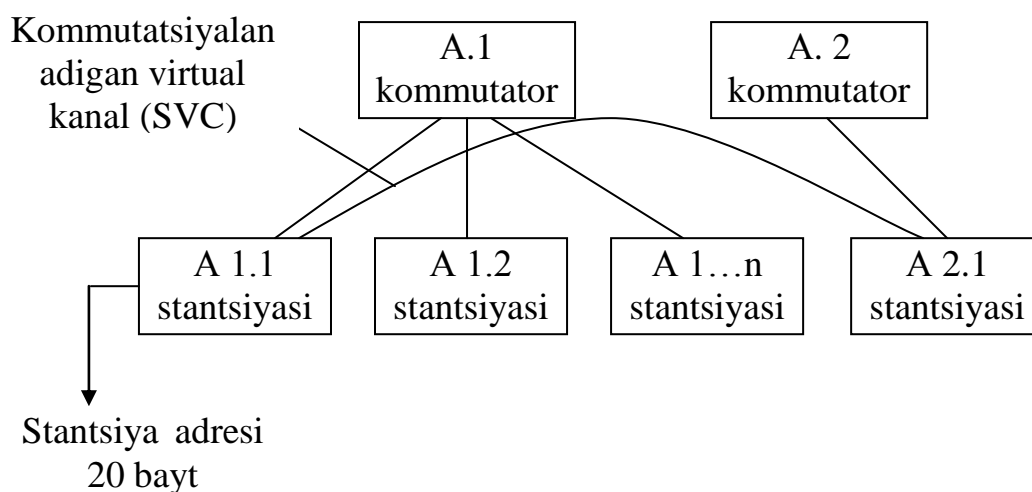 Kommutatsiyalan
adigan virtual
kanal (SVC)
A.1
kommutator
A. 2
kommutator
A 1.1
stantsiyasi
A 1.2
stantsiyasi
A 1…n
stantsiyasi
A 2.1
stantsiyasi
Stantsiya adresi
20 bayt